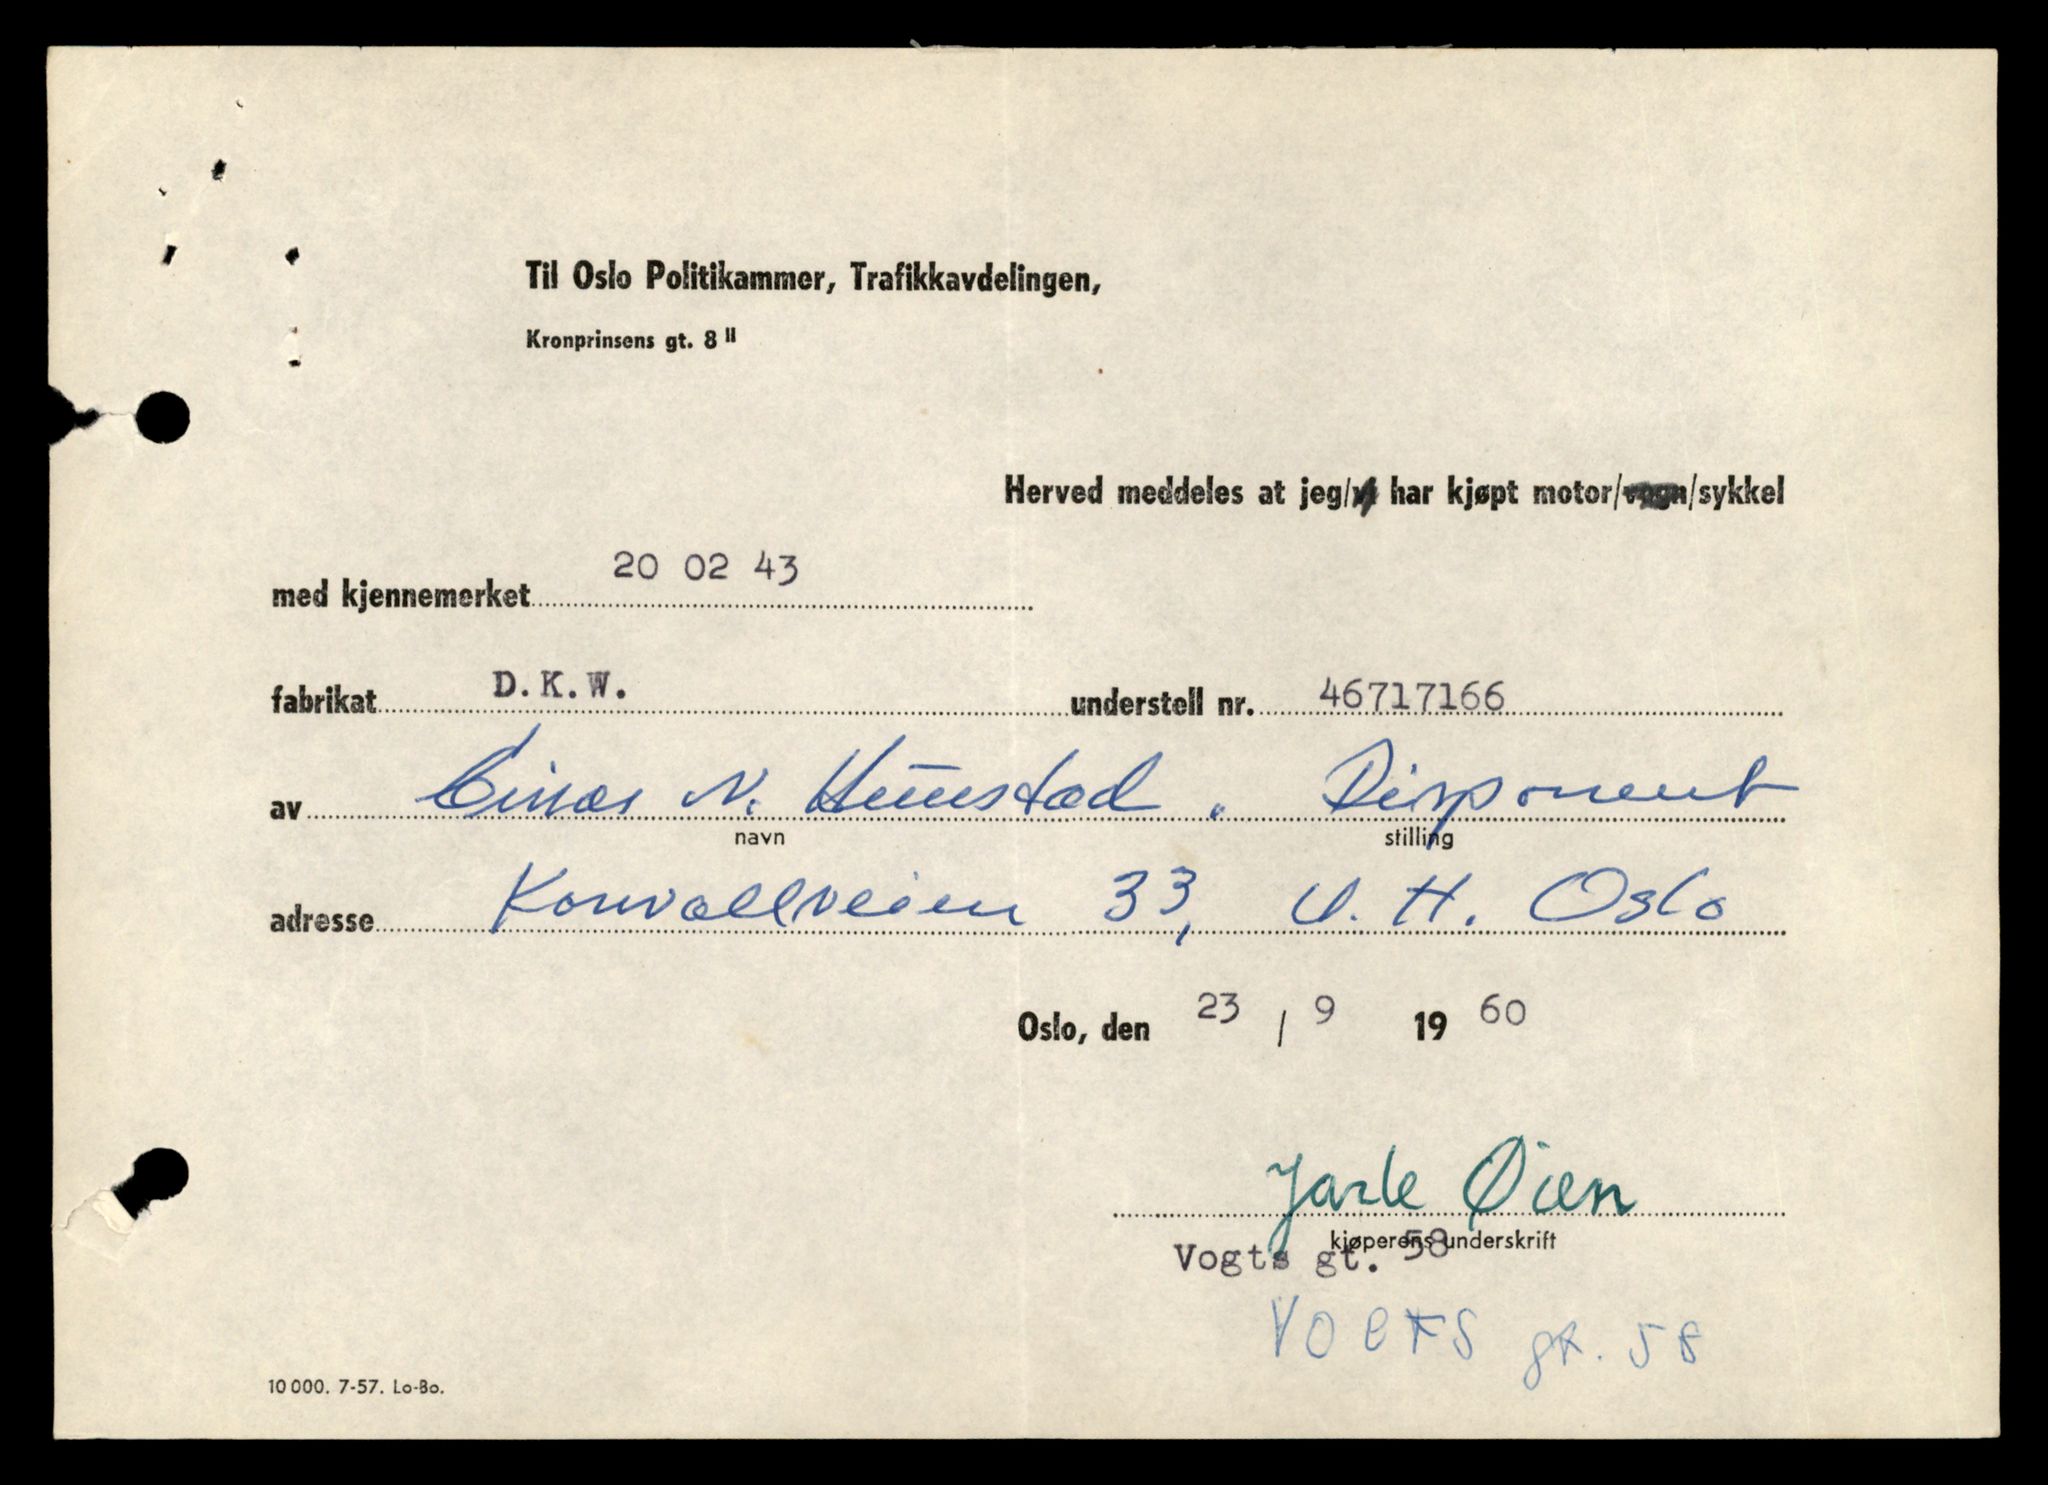 Til Oslo Politikammer, Trafikkavdelingen,
Kronprinsens gt. 8 II
Herved meddeles at jeg/vi har kjøpt motor/vogn/sykkel
med kjennemerket 20 02 43
fabrikat D.K.W. understell nr. 46717166
av Einar N. Huustad. Disponent
navn stilling
adresse Konvallveien 33, U. H. Oslo
Oslo, den 23 / 9 1960
Jarle Øien
kjøperens underskrift
Vogts gt. 58
VOGTS gt. 58
10 000. 7-57. Lo-Bo.